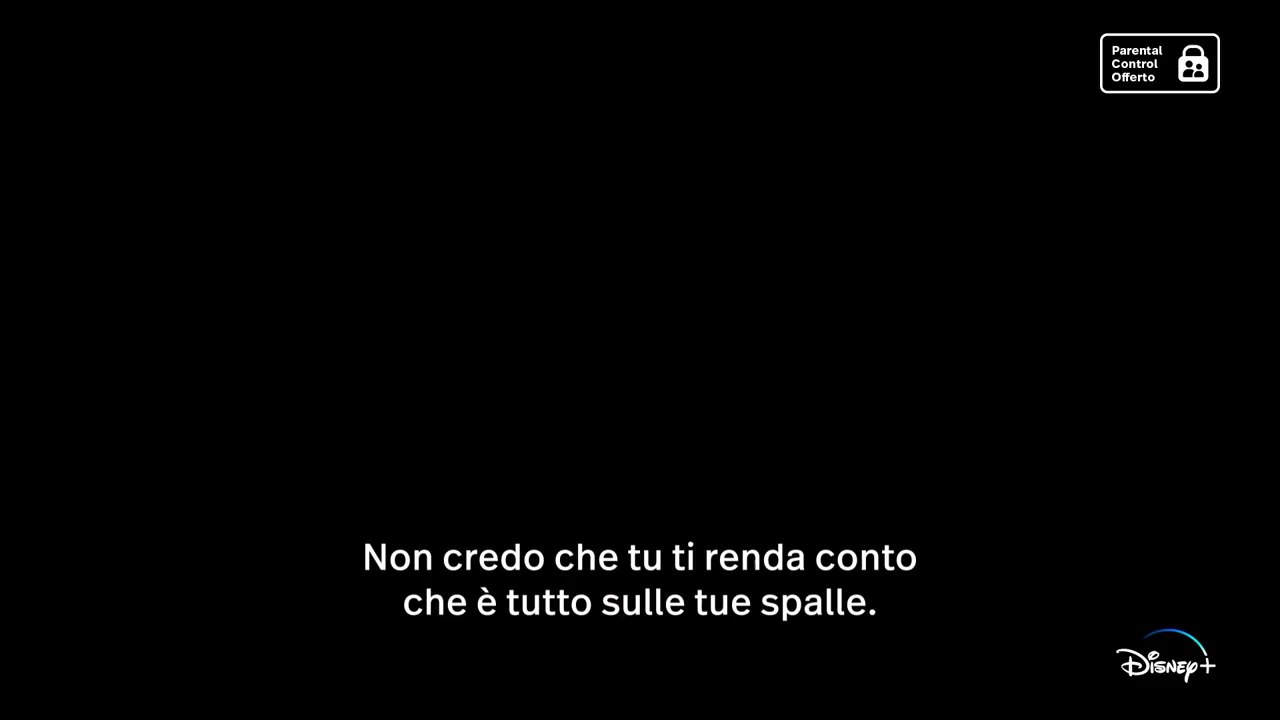 Parental
Control
Offerto
Non credo che tu ti renda conto
che è tutto sulle tue spalle.
Disney+